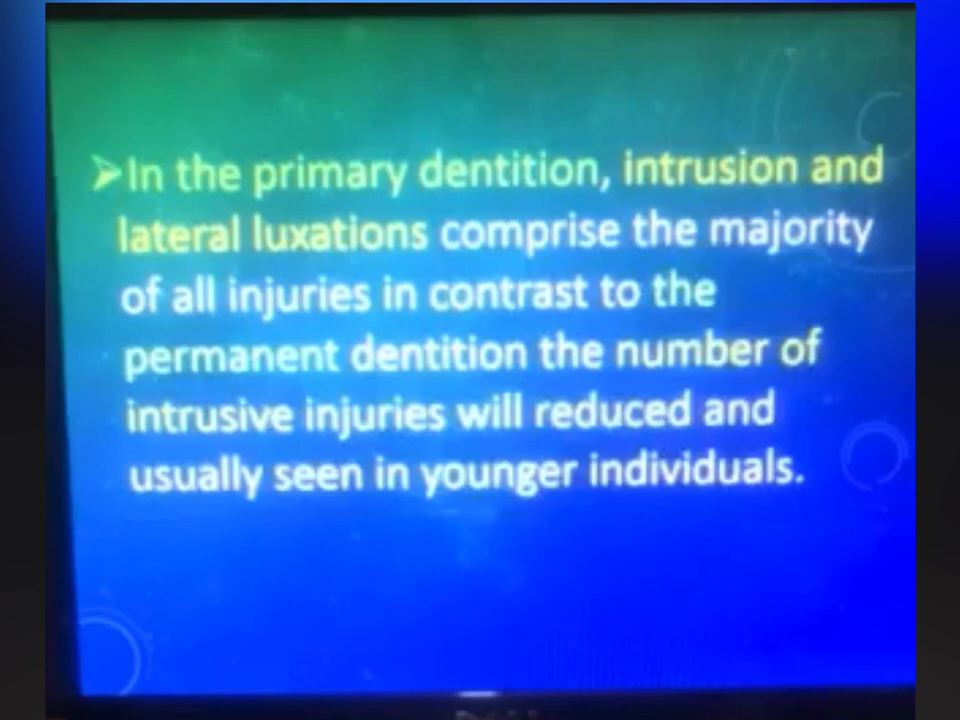 ➢In the primary dentition, intrusion and
lateral luxations comprise the majority
of all injuries in contrast to the
permanent dentition the number of
intrusive injuries will reduced and
usually seen in younger individuals.